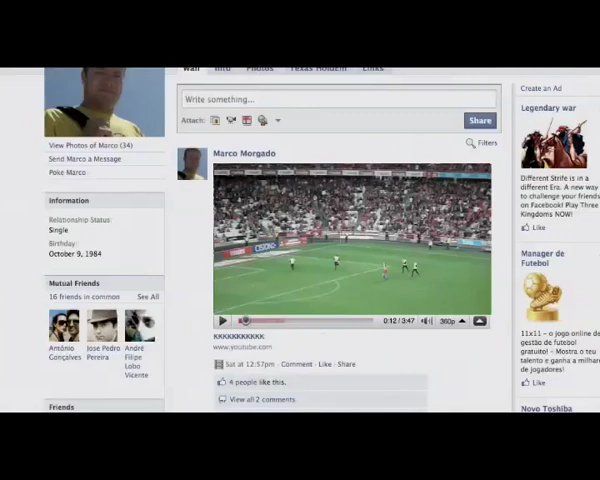 Wall Info Photos Texas HoldEm Links
Write something...
Attach:
Share
Filters
View Photos of Marco (34)
Send Marco a Message
Poke Marco
Information
Relationship Status:
Single
Birthday:
October 9, 1984
Mutual Friends
16 friends in common See All
António Gonçalves
José Pedro Pereira
André Filipe Lobo Vicente
Friends
Marco Morgado
0:12 / 3:47 360p
KKKKKKKKKKK
www.youtube.com
Sat at 12:57pm · Comment · Like · Share
4 people like this.
View all 2 comments
Create an Ad
Legendary war
Different Strife is in a
different Era. A new way
to challenge your friends
on Facebook! Play Three
Kingdoms NOW!
Like
Manager de
Futebol
11x11 – o jogo online de
gestão de futebol
gratuito! – Mostra o teu
talento e ganha a milhares
de jogadores!
Like
Novo Toshiba